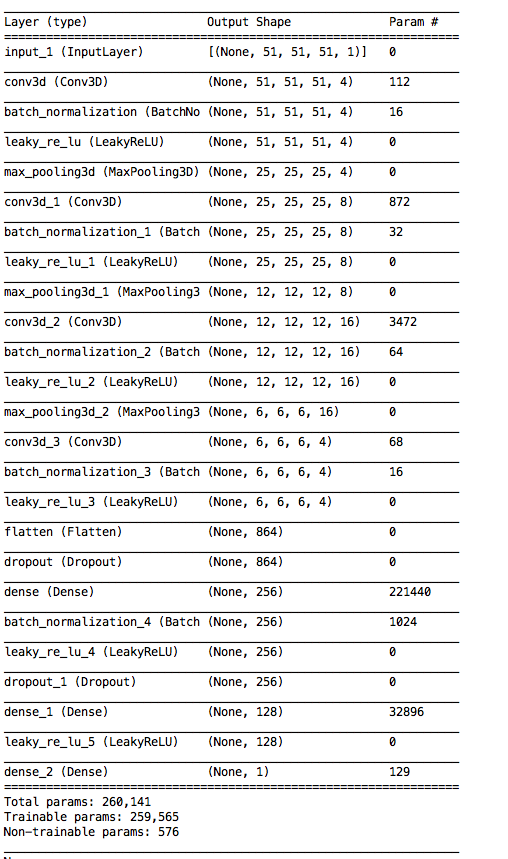 Layer (type) Output Shape Param #
input_1 (InputLayer) [(None, 51, 51, 51, 1)] 0
conv3d (Conv3D) (None, 51, 51, 51, 4) 112
batch_normalization (BatchNo (None, 51, 51, 51, 4) 16
leaky_re_lu (LeakyReLU) (None, 51, 51, 51, 4) 0
max_pooling3d (MaxPooling3D) (None, 25, 25, 25, 4) 0
conv3d_1 (Conv3D) (None, 25, 25, 25, 8) 872
batch_normalization_1 (Batch (None, 25, 25, 25, 8) 32
leaky_re_lu_1 (LeakyReLU) (None, 25, 25, 25, 8) 0
max_pooling3d_1 (MaxPooling3 (None, 12, 12, 12, 8) 0
conv3d_2 (Conv3D) (None, 12, 12, 12, 16) 3472
batch_normalization_2 (Batch (None, 12, 12, 12, 16) 64
leaky_re_lu_2 (LeakyReLU) (None, 12, 12, 12, 16) 0
max_pooling3d_2 (MaxPooling3 (None, 6, 6, 6, 16) 0
conv3d_3 (Conv3D) (None, 6, 6, 6, 4) 68
batch_normalization_3 (Batch (None, 6, 6, 6, 4) 16
leaky_re_lu_3 (LeakyReLU) (None, 6, 6, 6, 4) 0
flatten (Flatten) (None, 864) 0
dropout (Dropout) (None, 864) 0
dense (Dense) (None, 256) 221440
batch_normalization_4 (Batch (None, 256) 1024
leaky_re_lu_4 (LeakyReLU) (None, 256) 0
dropout_1 (Dropout) (None, 256) 0
dense_1 (Dense) (None, 128) 32896
leaky_re_lu_5 (LeakyReLU) (None, 128) 0
dense_2 (Dense) (None, 1) 129
Total params: 260,141
Trainable params: 259,565
Non-trainable params: 576